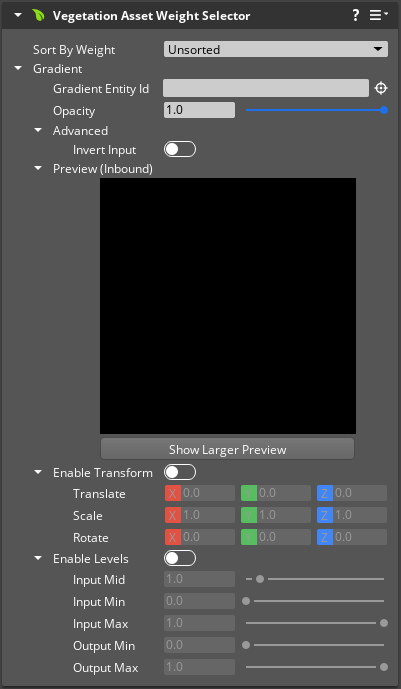 Vegetation Asset Weight Selector ?
Sort By Weight Unsorted
Gradient
Gradient Entity Id
Opacity 1.0
Advanced
Invert Input
Preview (Inbound)
Show Larger Preview
Enable Transform
Translate X 0.0 Y 0.0 Z 0.0
Scale X 1.0 Y 1.0 Z 1.0
Rotate X 0.0 Y 0.0 Z 0.0
Enable Levels
Input Mid 1.0
Input Min 0.0
Input Max 1.0
Output Min 0.0
Output Max 1.0